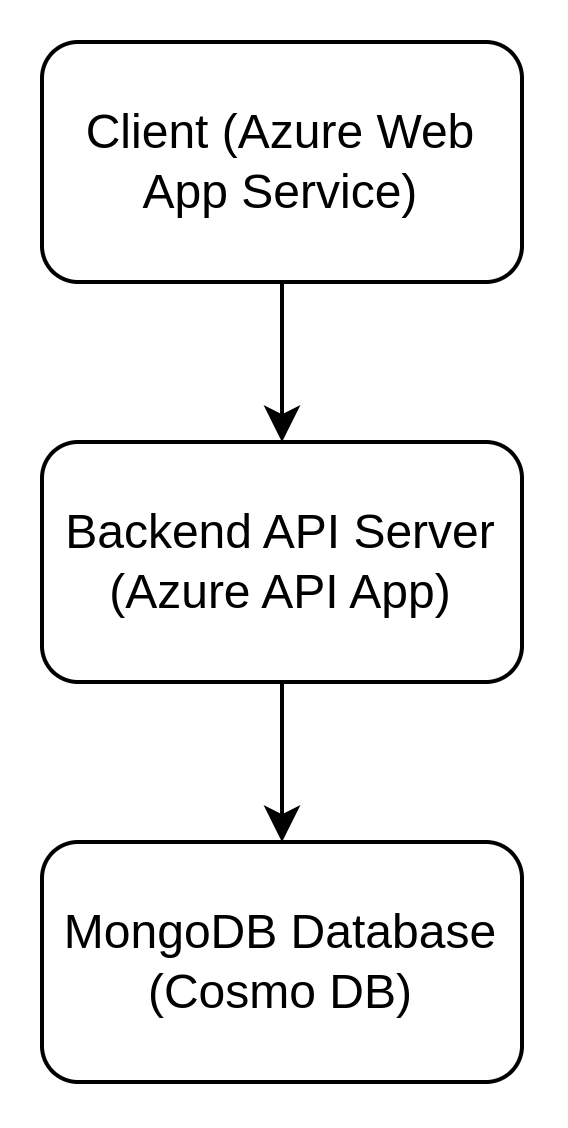 Client (Azure Web
App Service)
Backend API Server
(Azure API App)
MongoDB Database
(Cosmo DB)